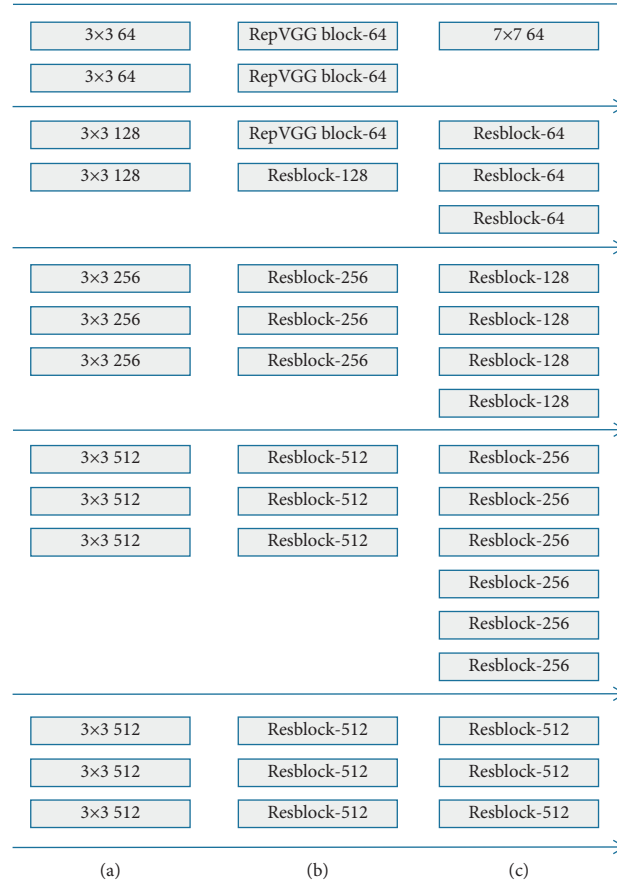 3×3 64 RepVGG block-64 7×7 64
3×3 64 RepVGG block-64
3×3 128 RepVGG block-64 Resblock-64
3×3 128 Resblock-128 Resblock-64
Resblock-64
3×3 256 Resblock-256 Resblock-128
3×3 256 Resblock-256 Resblock-128
3×3 256 Resblock-256 Resblock-128
Resblock-128
3×3 512 Resblock-512 Resblock-256
3×3 512 Resblock-512 Resblock-256
3×3 512 Resblock-512 Resblock-256
Resblock-256
Resblock-256
Resblock-256
3×3 512 Resblock-512 Resblock-512
3×3 512 Resblock-512 Resblock-512
3×3 512 Resblock-512 Resblock-512
(a) (b) (c)